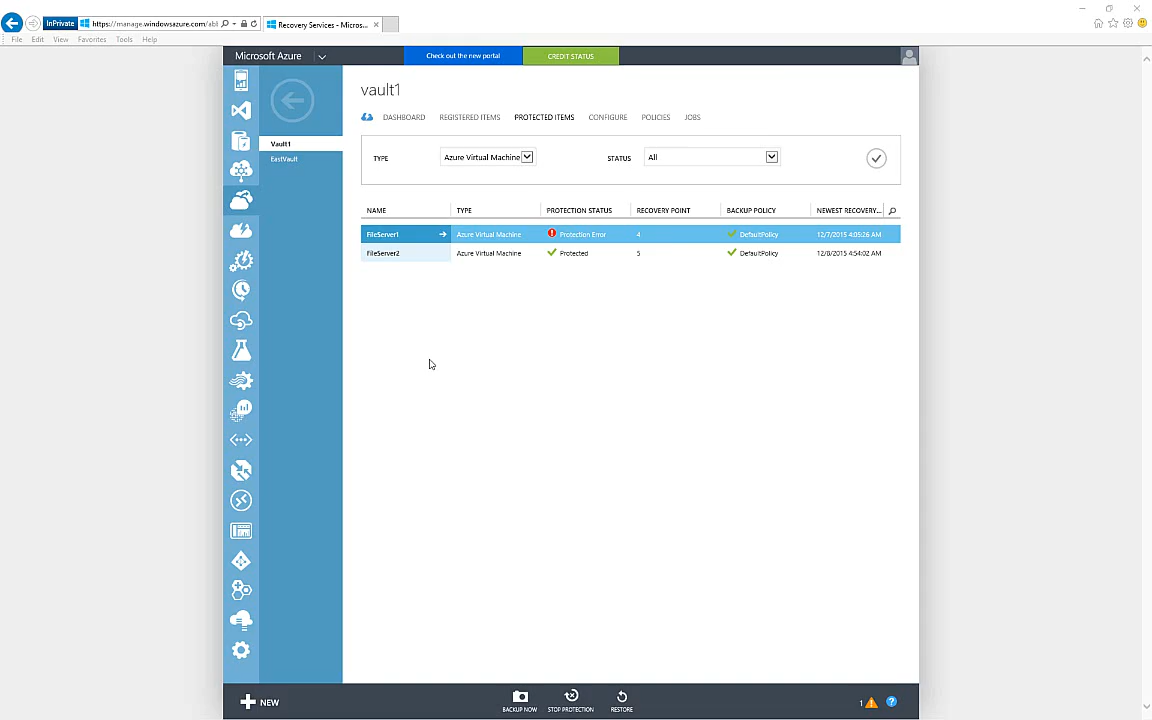 InPrivate https://manage.windowsazure.com/abl Recovery Services - Micros...
File Edit View Favorites Tools Help
Microsoft Azure Check out the new portal CREDIT STATUS
vault1
DASHBOARD REGISTERED ITEMS PROTECTED ITEMS CONFIGURE POLICIES JOBS
Vault1
EastVault
TYPE Azure Virtual Machine STATUS All
NAME TYPE PROTECTION STATUS RECOVERY POINT BACKUP POLICY NEWEST RECOVERY...
FileServer1 Azure Virtual Machine Protection Error 4 DefaultPolicy 12/7/2015 4:05:26 AM
FileServer2 Azure Virtual Machine Protected 5 DefaultPolicy 12/8/2015 4:54:02 AM
NEW BACKUP NOW STOP PROTECTION RESTORE 1